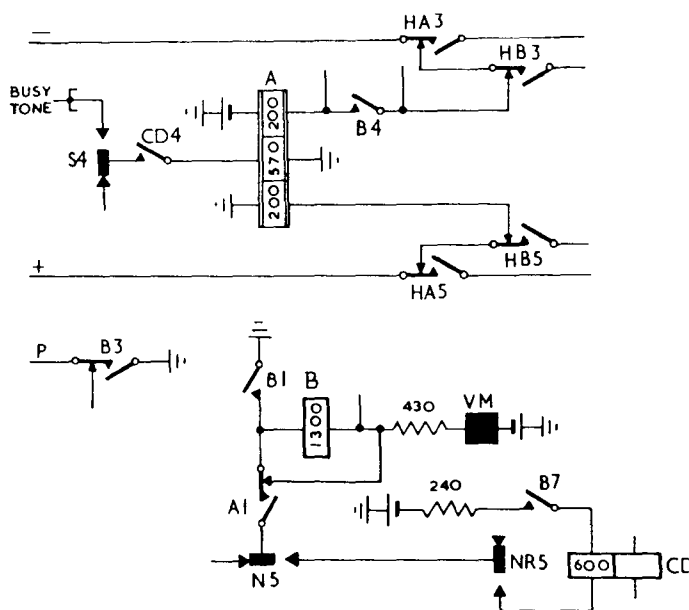 HA3
HB3
BUSY
TONE
A
200
B4
CD4
S4
570
200
HB5
+
HA5
P
B3
B1
B
1300
430
VM
A1
240
B7
N5
NR5
600
CD